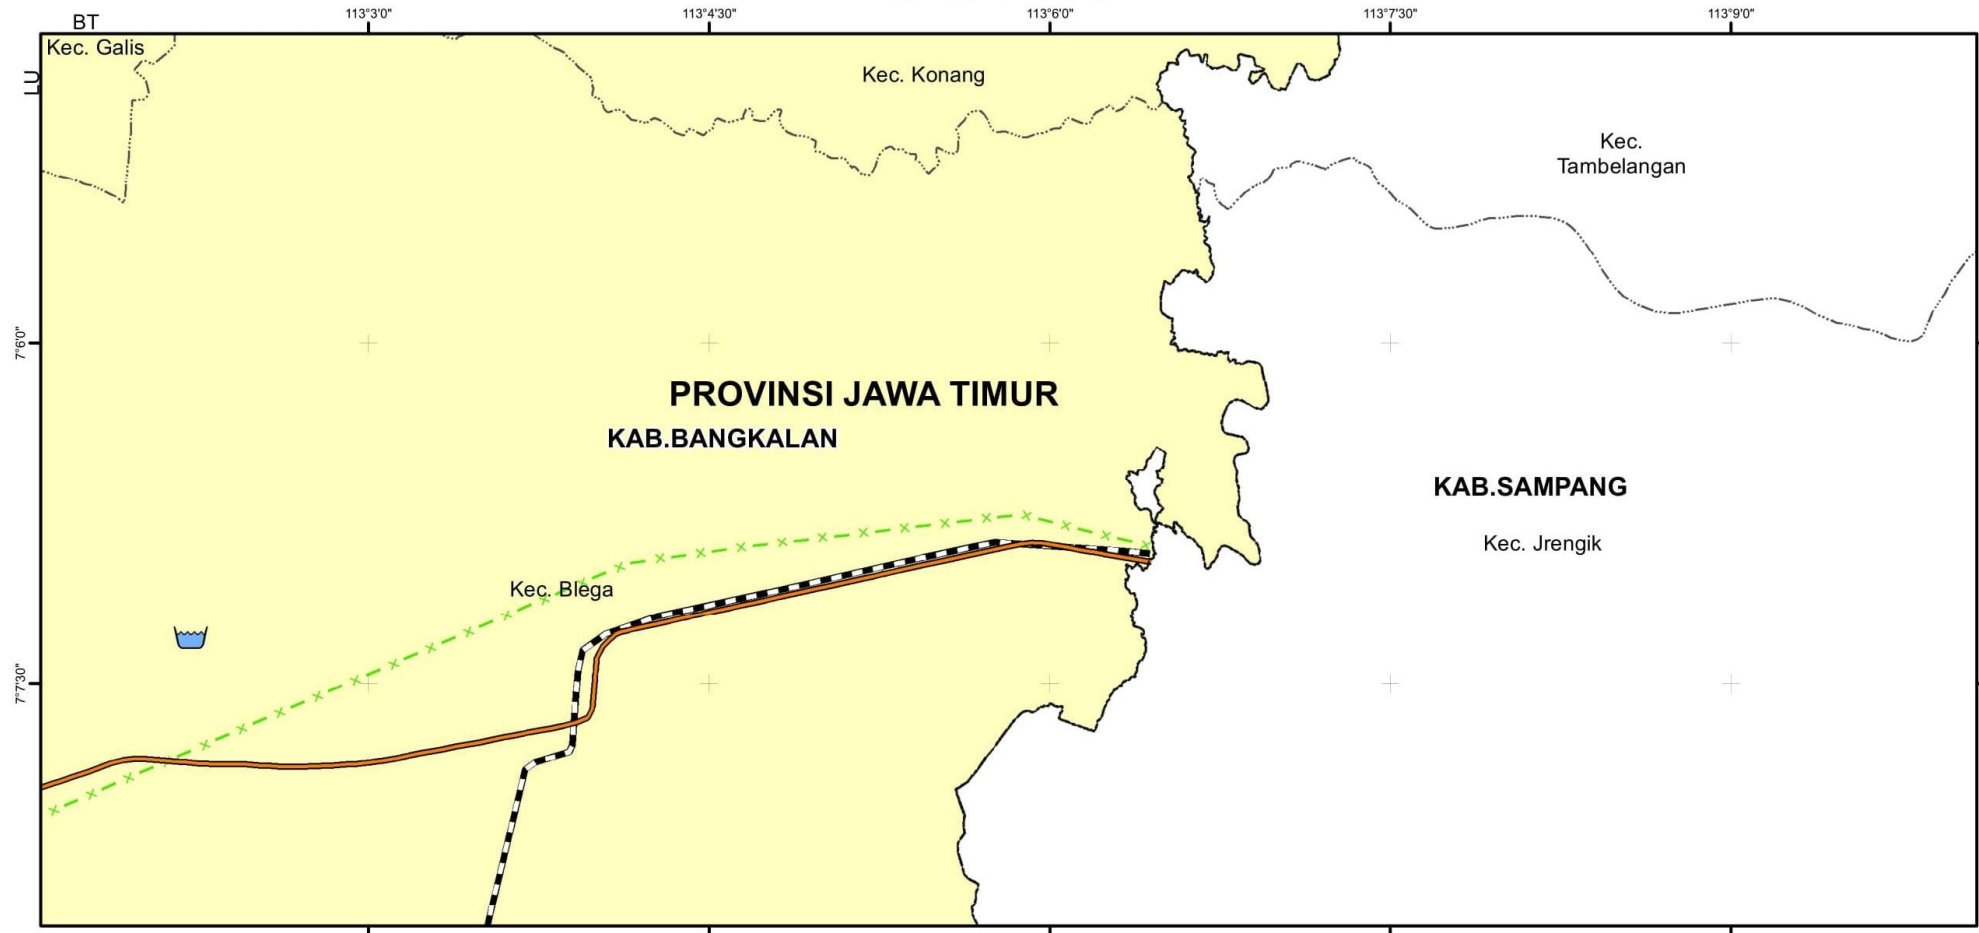 113°3'0" 113°4'30" 113°6'0" 113°7'30" 113°9'0"
BT
Kec. Galis
LU
Kec. Konang
Kec.
Tambelangan
7°6'0"
PROVINSI JAWA TIMUR
KAB.BANGKALAN
KAB.SAMPANG
Kec. Jrengik
Kec. Blega
7°7'30"